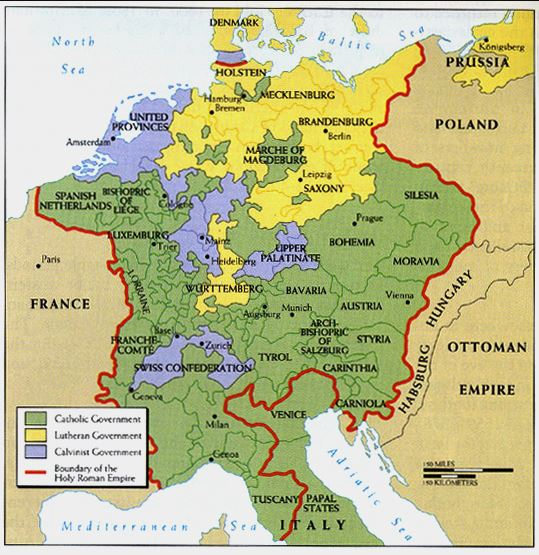 DENMARK
North
Sea
Baltic Sea
Königsberg
PRUSSIA
HOLSTEIN
MECKLENBURG
Hamburg
Bremen
UNITED
PROVINCES
BRANDENBURG
Berlin
POLAND
Amsterdam
MARCHE OF
MAGDEBURG
Leipzig
SAXONY
SPANISH
NETHERLANDS
BISHOPRIC
OF
LIÈGE
Cologne
SILESIA
Prague
LUXEMBURG
Trier
Mainz
Heidelberg
UPPER
PALATINATE
BOHEMIA
MORAVIA
Paris
FRANCE
LORRAINE
WÜRTTEMBERG
BAVARIA
Augsburg
Munich
AUSTRIA
Vienna
HABSBURG HUNGARY
OTTOMAN
EMPIRE
FRANCHE-
COMTÉ
Basel
Zurich
SWISS CONFEDERATION
TYROL
ARCH-
BISHOPRIC
OF
SALZBURG
STYRIA
CARINTHIA
CARNIOLA
Geneva
Milan
VENICE
Genoa
TUSCANY
PAPAL
STATES
ITALY
Adriatic Sea
Mediterranean Sea
Catholic Government
Lutheran Government
Calvinist Government
Boundary of the
Holy Roman Empire
150 MILES
150 KILOMETERS